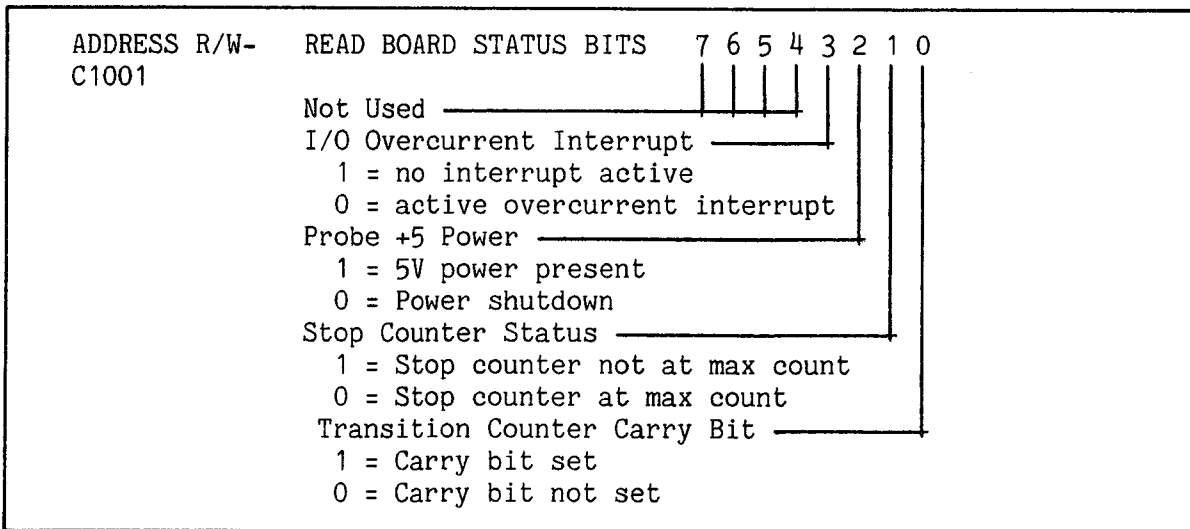 ADDRESS R/W- READ BOARD STATUS BITS 7 6 5 4 3 2 1 0
C1001
Not Used
I/O Overcurrent Interrupt
1 = no interrupt active
0 = active overcurrent interrupt
Probe +5 Power
1 = 5V power present
0 = Power shutdown
Stop Counter Status
1 = Stop counter not at max count
0 = Stop counter at max count
Transition Counter Carry Bit
1 = Carry bit set
0 = Carry bit not set